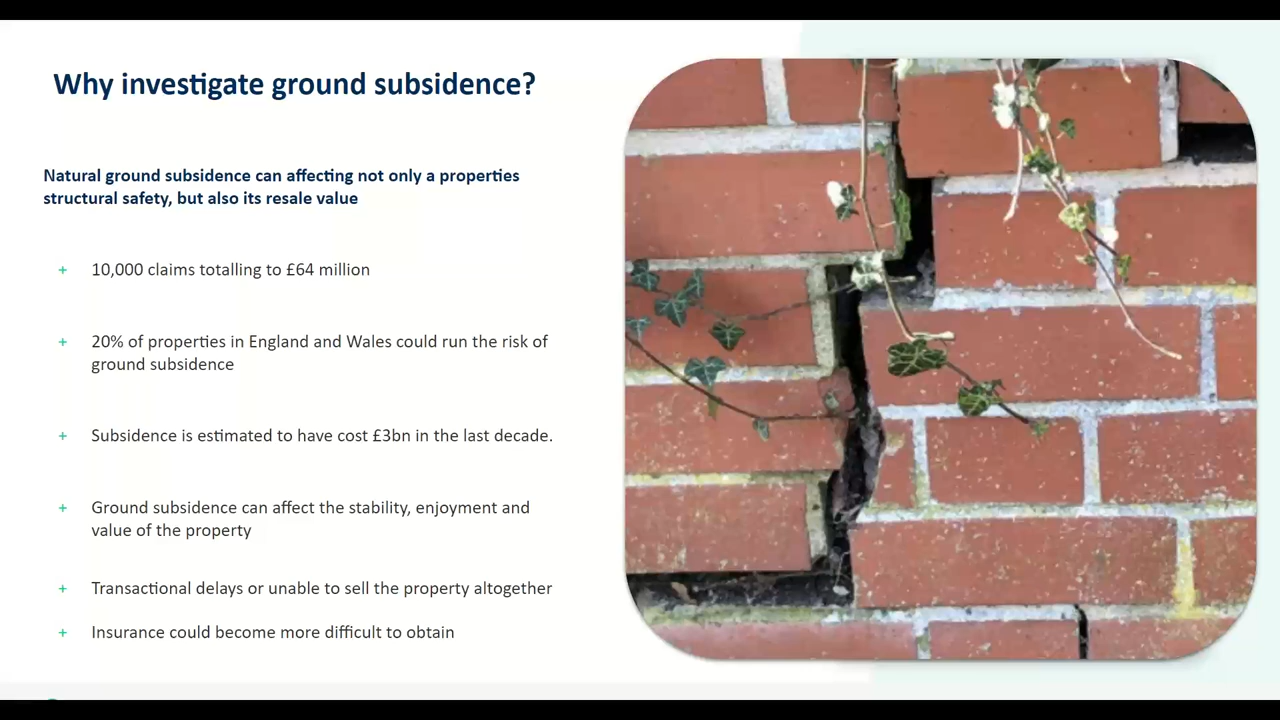 Why investigate ground subsidence?
Natural ground subsidence can affecting not only a properties
structural safety, but also its resale value
+ 10,000 claims totalling to £64 million
+ 20% of properties in England and Wales could run the risk of
ground subsidence
+ Subsidence is estimated to have cost £3bn in the last decade.
+ Ground subsidence can affect the stability, enjoyment and
value of the property
+ Transactional delays or unable to sell the property altogether
+ Insurance could become more difficult to obtain